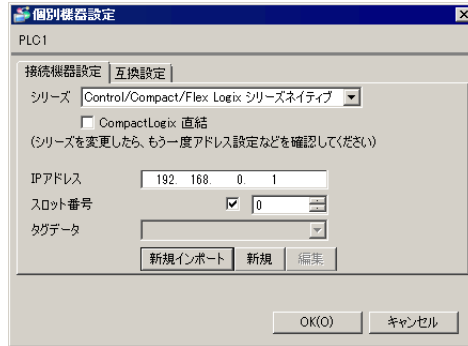 個別機器設定
PLC1
接続機器設定 互換設定
シリーズ Control/Compact/Flex Logix シリーズネイティブ
CompactLogix 直結
(シリーズを変更したら、もう一度アドレス設定などを確認してください)
IPアドレス 192. 168. 0. 1
スロット番号 0
タグデータ
新規インポート 新規 編集
OK(O) キャンセル